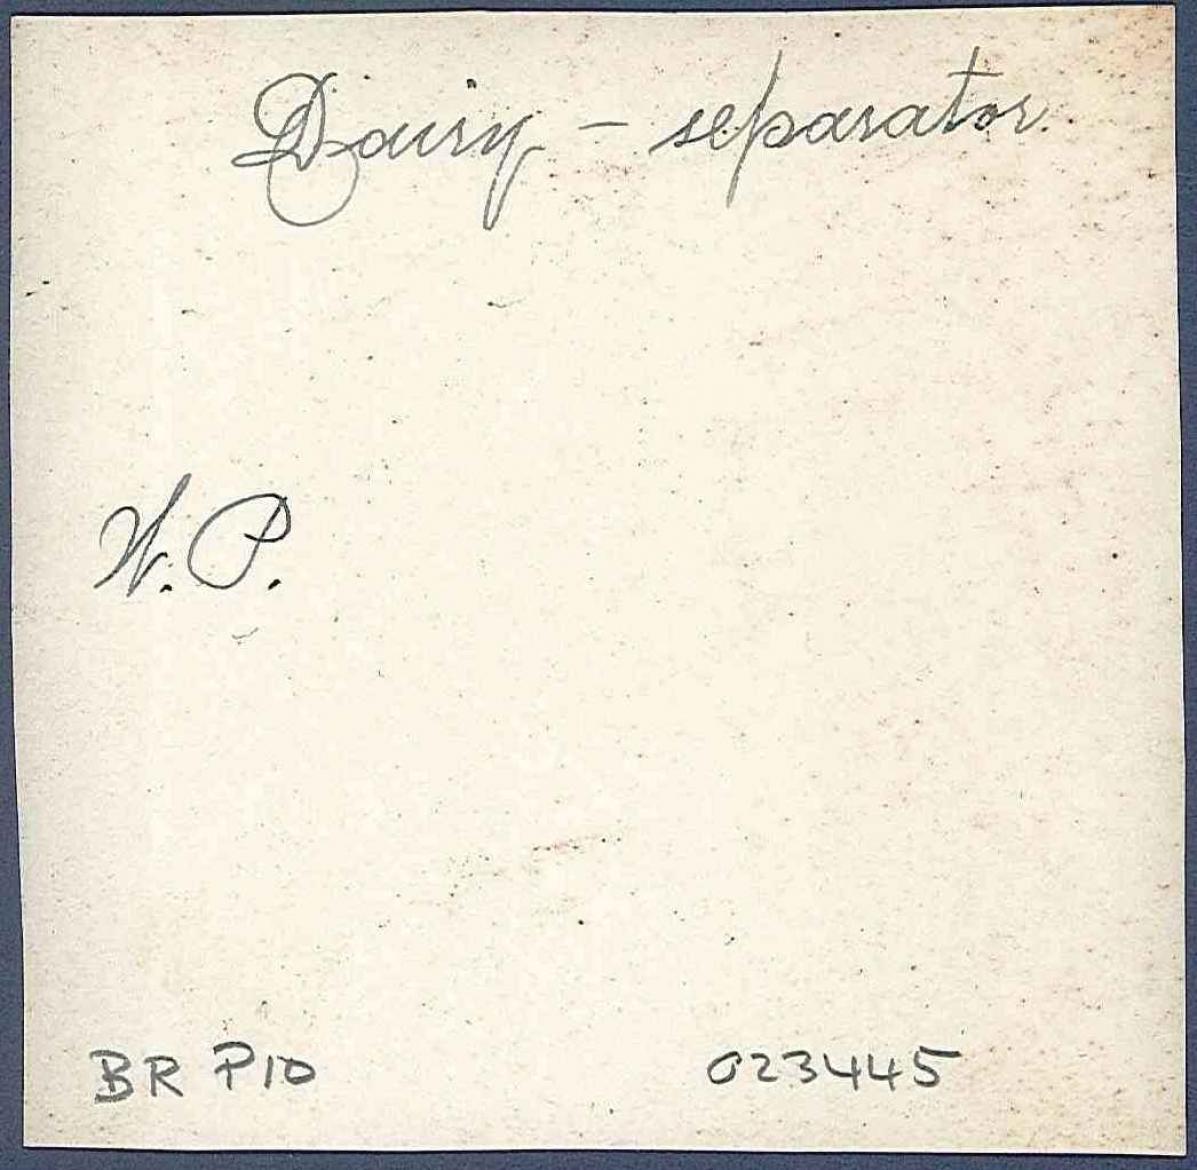 Dairy - separator
W. P.
BR P10 023445